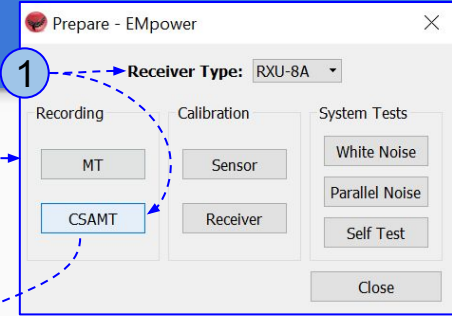 Prepare - EMpower
1
Receiver Type: RXU-8A
Recording
Calibration
System Tests
MT
Sensor
White Noise
CSAMT
Receiver
Parallel Noise
Self Test
Close